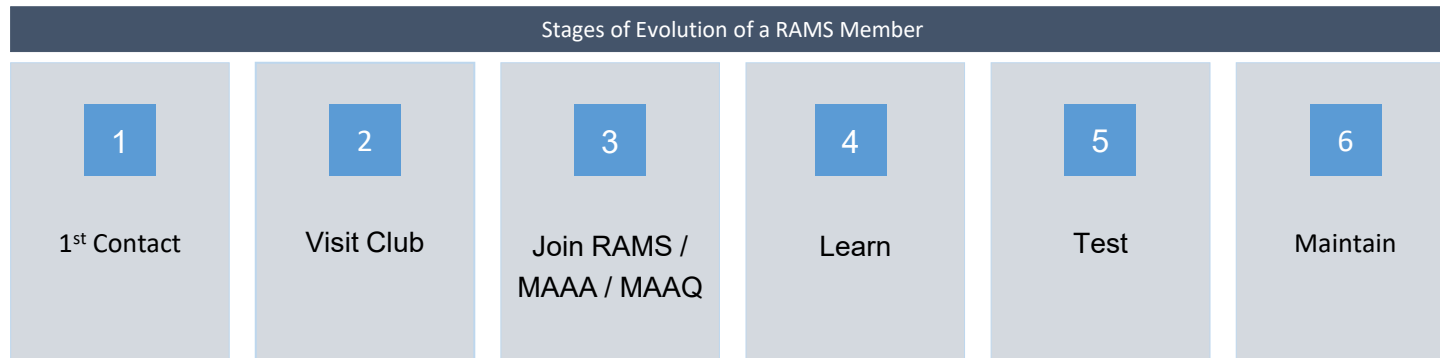 Stages of Evolution of a RAMS Member
1
2
3
4
5
6
1st Contact
Visit Club
Join RAMS /
MAAA / MAAQ
Learn
Test
Maintain